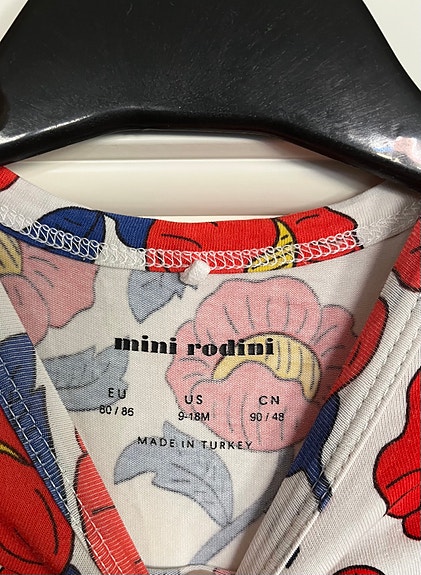 mini rodini
EU US CN
80 / 86 9-18M 90 / 48
MADE IN TURKEY